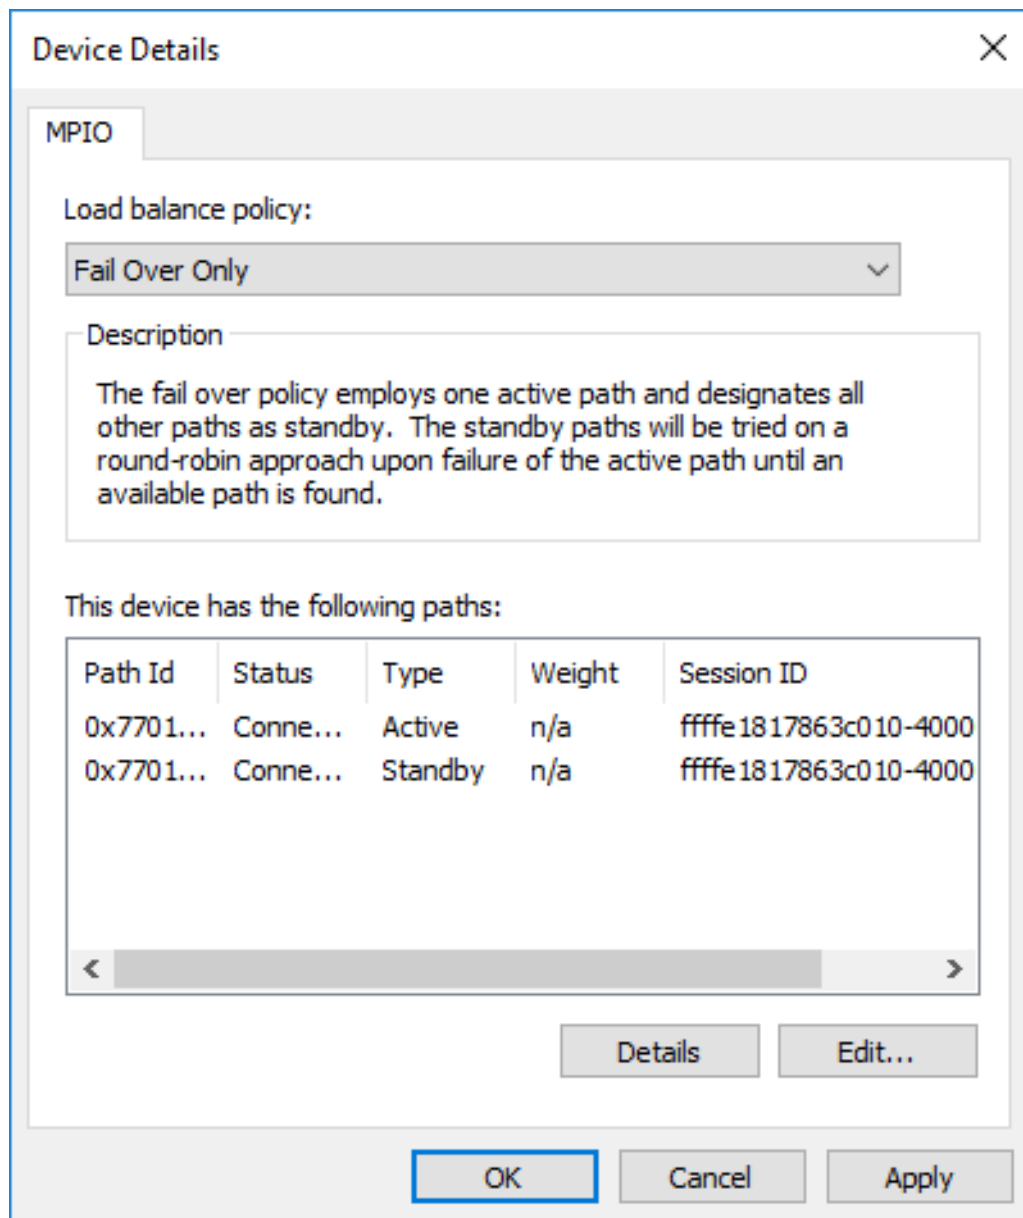 Device Details
MPIO
Load balance policy:
Fail Over Only
Description
The fail over policy employs one active path and designates all
other paths as standby.  The standby paths will be tried on a
round-robin approach upon failure of the active path until an
available path is found.
This device has the following paths:
Path Id Status Type Weight Session ID
0x7701... Conne... Active n/a ffffe1817863c010-4000
0x7701... Conne... Standby n/a ffffe1817863c010-4000
Details Edit...
OK Cancel Apply